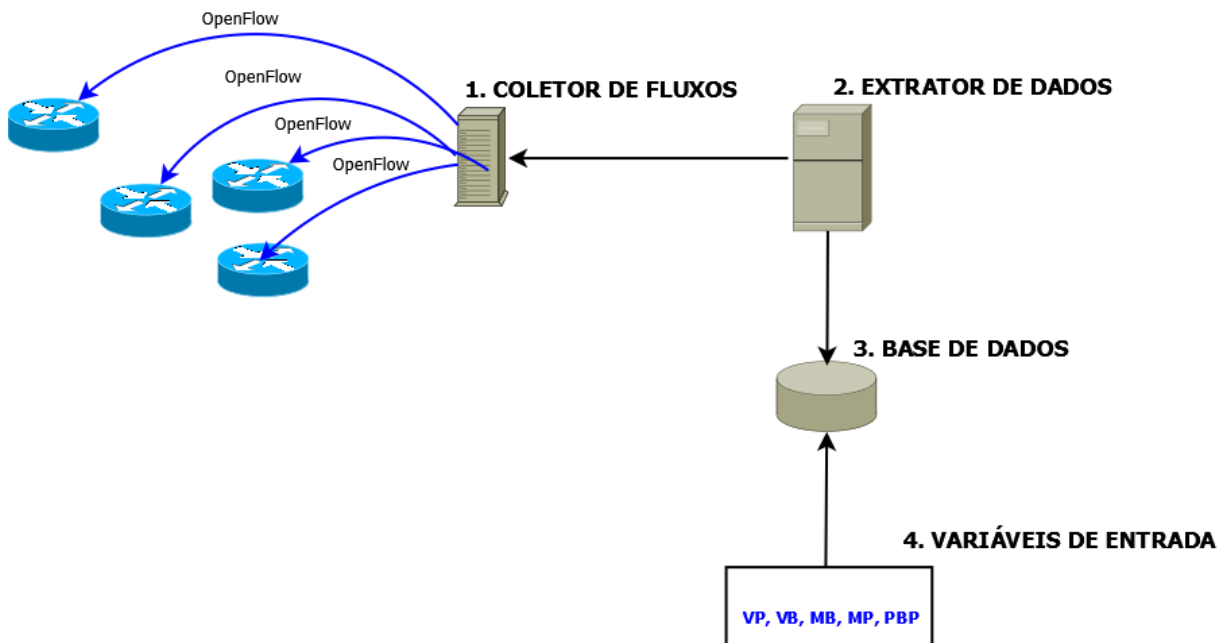 OpenFlow
OpenFlow
OpenFlow
OpenFlow
1. COLETOR DE FLUXOS
2. EXTRATOR DE DADOS
3. BASE DE DADOS
4. VARIÁVEIS DE ENTRADA
VP, VB, MB, MP, PBP